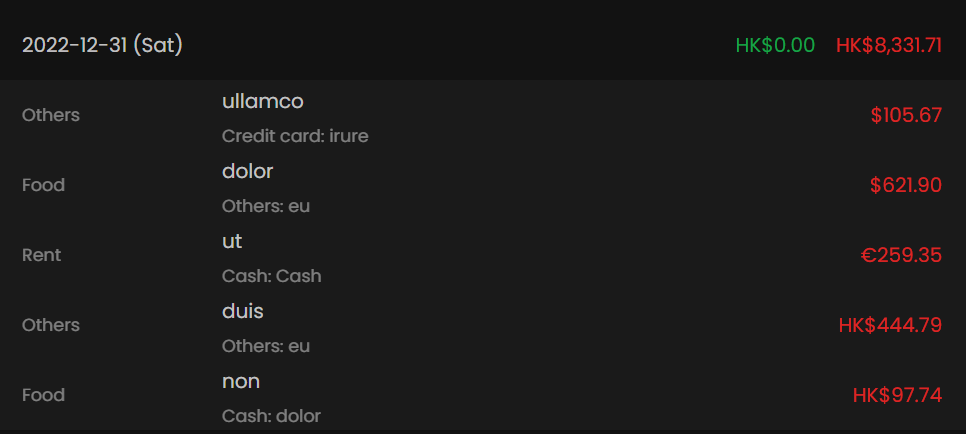 2022-12-31 (Sat) HK$0.00 HK$8,331.71
ullamco
Others $105.67
Credit card: irure
dolor
Food $621.90
Others: eu
ut
Rent €259.35
Cash: Cash
duis
Others HK$444.79
Others: eu
non
Food HK$97.74
Cash: dolor